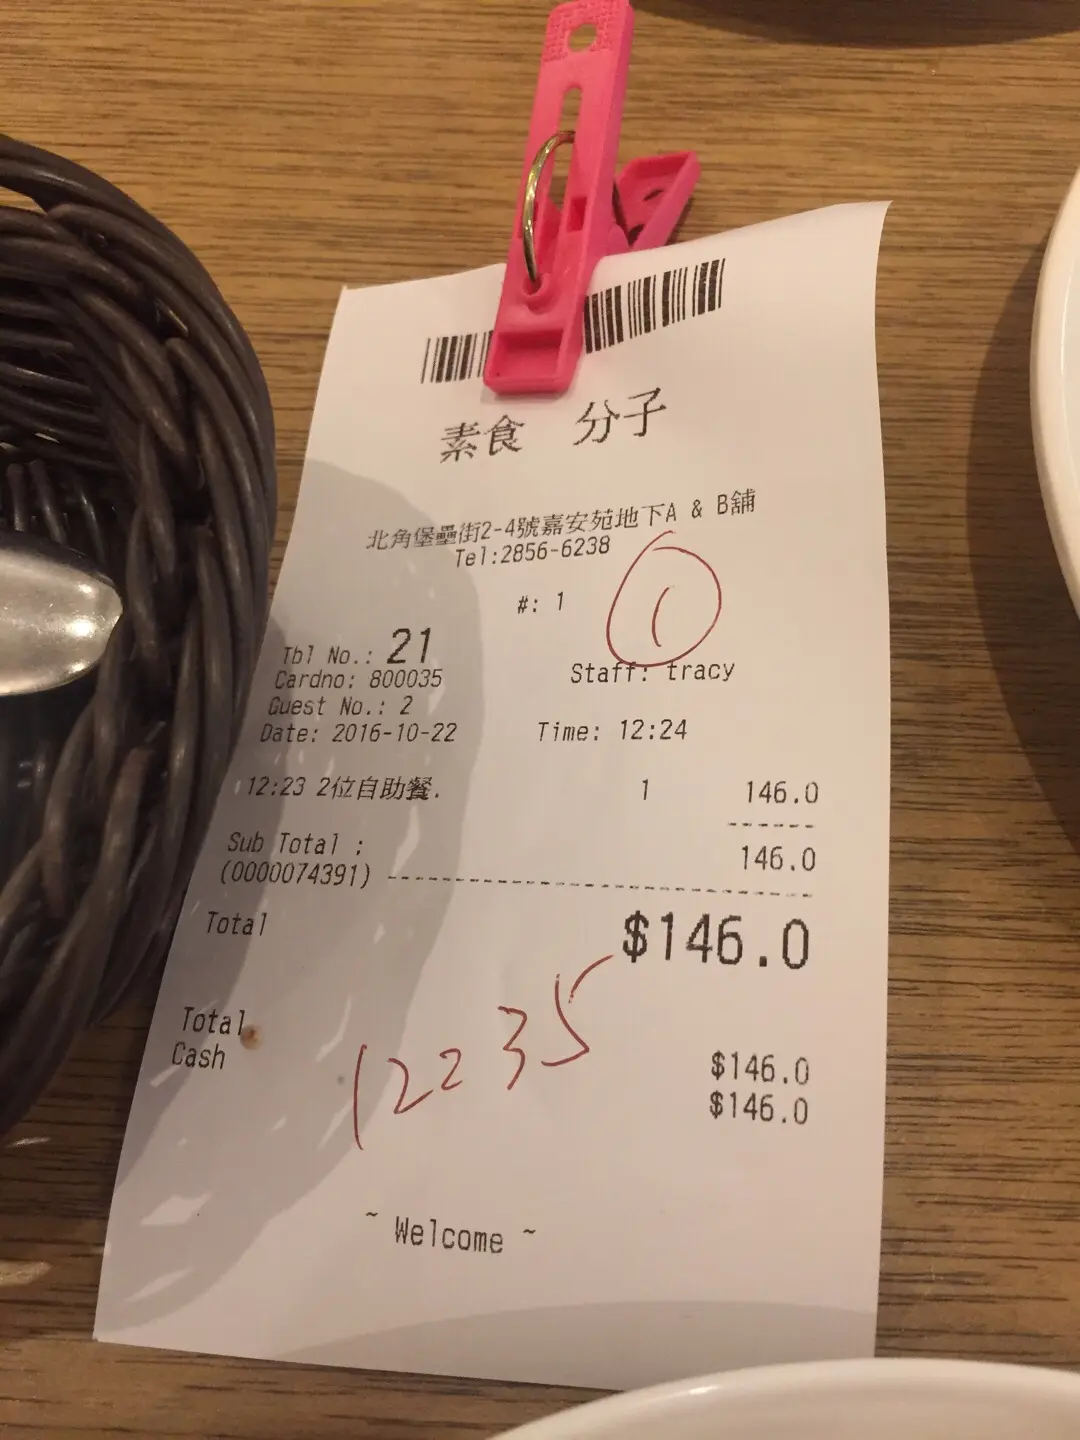 素食 分子
北角堡壘街2-4號嘉安苑地下A & B舖
Tel:2856-6238
#: 1
1
Tbl No.: 21
Staff: tracy
Cardno: 800035
Guest No.: 2
Date: 2016-10-22 Time: 12:24
12:23 2位自助餐. 1 146.0
Sub Total : 146.0
(0000074391)
Total $146.0
12235
Total $146.0
Cash $146.0
~ Welcome ~